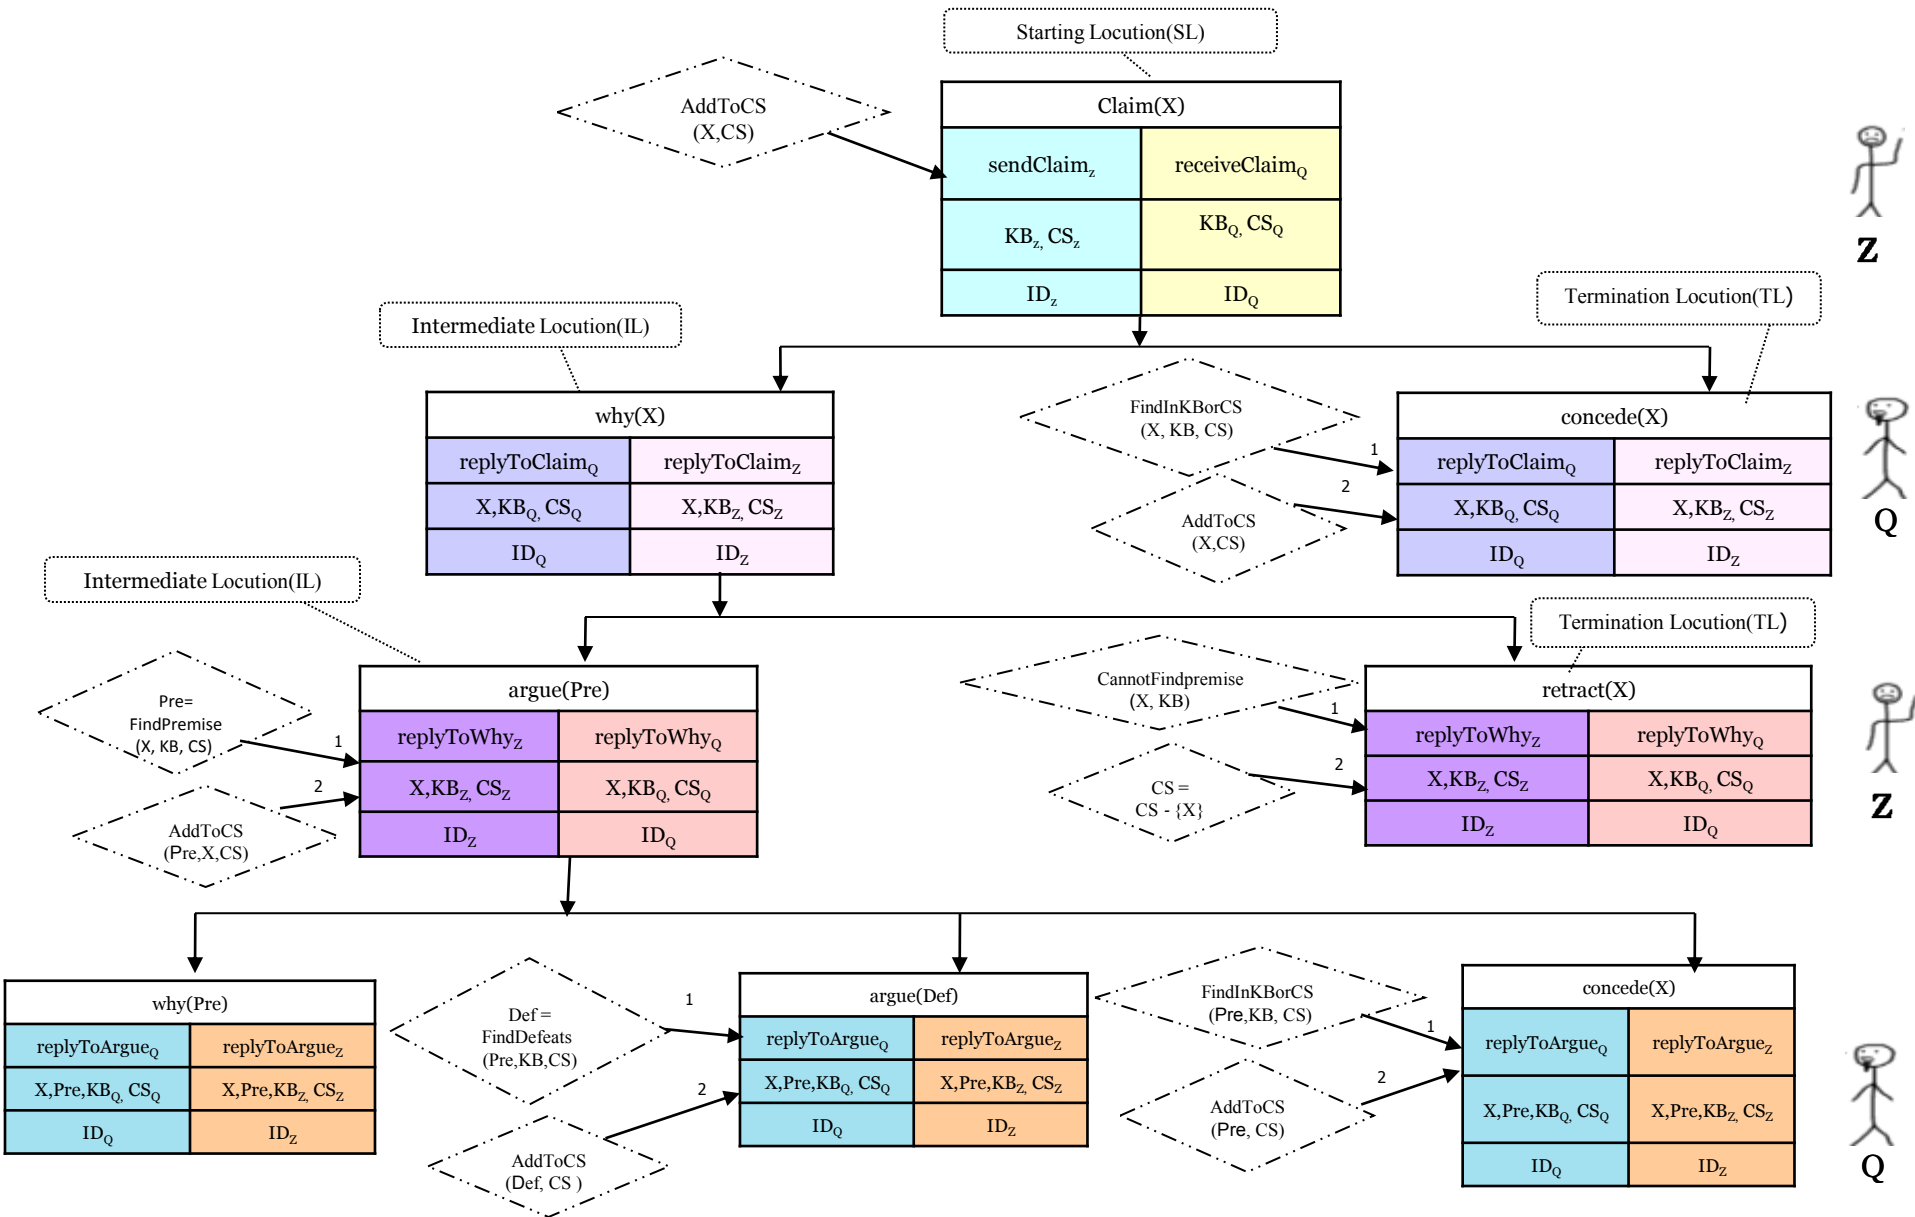 Starting Locution(SL)
AddToCS
(X,CS)
Claim(X)
sendClaimz
receiveClaimQ
KBz, CSz
KBQ, CSQ
IDz
IDQ
Z
Intermediate Locution(IL)
Termination Locution(TL)
why(X)
replyToClaimQ
replyToClaimZ
X,KBQ, CSQ
X,KBZ, CSZ
IDQ
IDZ
FindInKBorCS
(X, KB, CS)
1
AddToCS
(X,CS)
2
concede(X)
replyToClaimQ
replyToClaimZ
X,KBQ, CSQ
X,KBZ, CSZ
IDQ
IDZ
Q
Intermediate Locution(IL)
Termination Locution(TL)
Pre=
FindPremise
(X, KB, CS)
1
AddToCS
(Pre,X,CS)
2
argue(Pre)
replyToWhyZ
replyToWhyQ
X,KBZ, CSZ
X,KBQ, CSQ
IDZ
IDQ
CannotFindpremise
(X, KB)
1
CS =
CS - {X}
2
retract(X)
replyToWhyZ
replyToWhyQ
X,KBZ, CSZ
X,KBQ, CSQ
IDZ
IDQ
Z
why(Pre)
replyToArgueQ
replyToArgueZ
X,Pre,KBQ, CSQ
X,Pre,KBZ, CSZ
IDQ
IDZ
Def =
FindDefeats
(Pre,KB,CS)
1
AddToCS
(Def, CS )
2
argue(Def)
replyToArgueQ
replyToArgueZ
X,Pre,KBQ, CSQ
X,Pre,KBZ, CSZ
IDQ
IDZ
FindInKBorCS
(Pre,KB, CS)
1
AddToCS
(Pre, CS)
2
concede(X)
replyToArgueQ
replyToArgueZ
X,Pre,KBQ, CSQ
X,Pre,KBZ, CSZ
IDQ
IDZ
Q